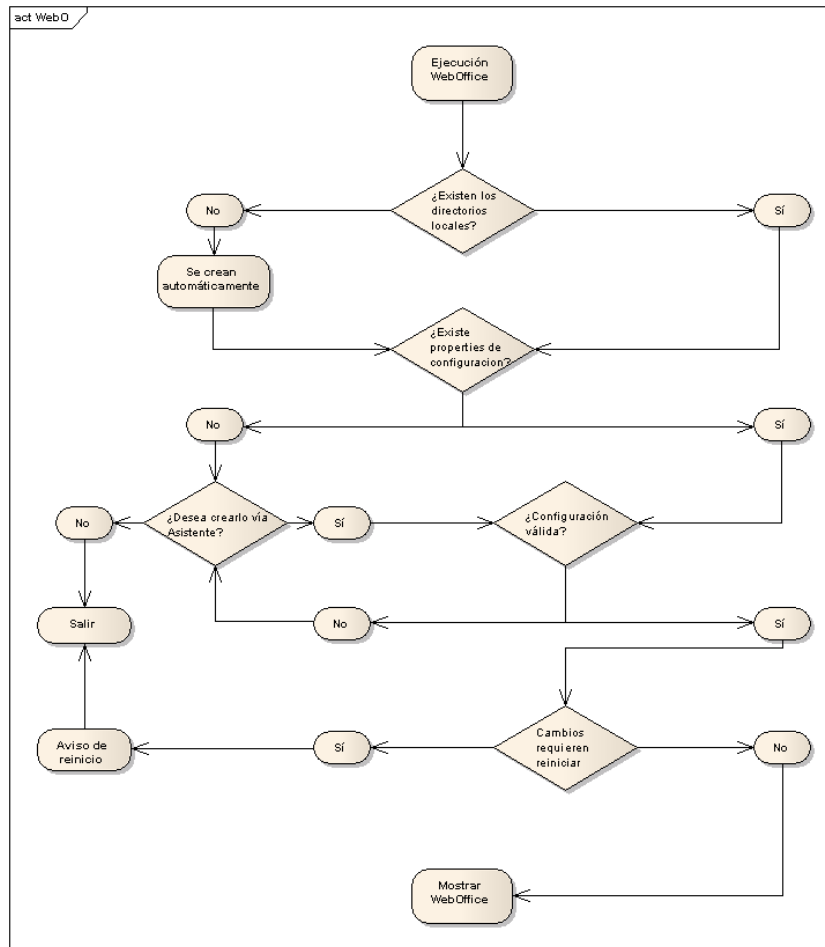 act WebO
Ejecución
WebOffice
¿Existen los
directorios
locales?
No
Sí
Se crean
automáticamente
¿Existe
properties de
configuracion?
No
Sí
No
¿Desea crearlo vía
Asistente?
Sí
¿Configuración
válida?
Salir
No
Sí
Aviso de
reinicio
Sí
Cambios
requieren
reiniciar
No
Mostrar
WebOffice